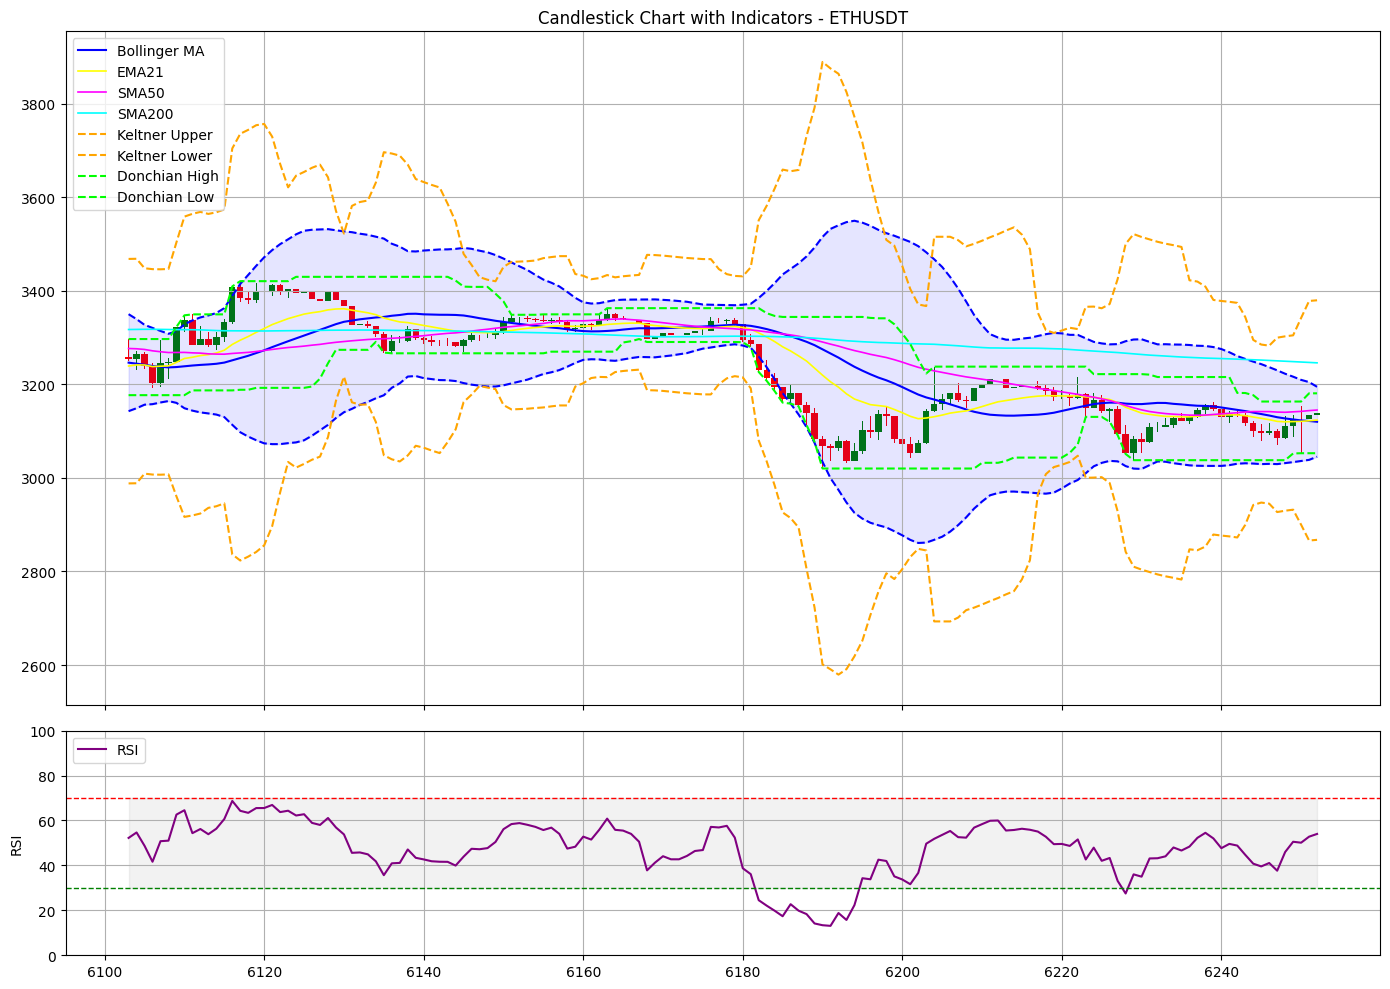 Candlestick Chart with Indicators - ETHUSDT
Bollinger MA
EMA21
SMA50
SMA200
Keltner Upper
Keltner Lower
Donchian High
Donchian Low
3800
3600
3400
3200
3000
2800
2600
RSI
100
80
60
40
20
0
RSI
6100 6120 6140 6160 6180 6200 6220 6240